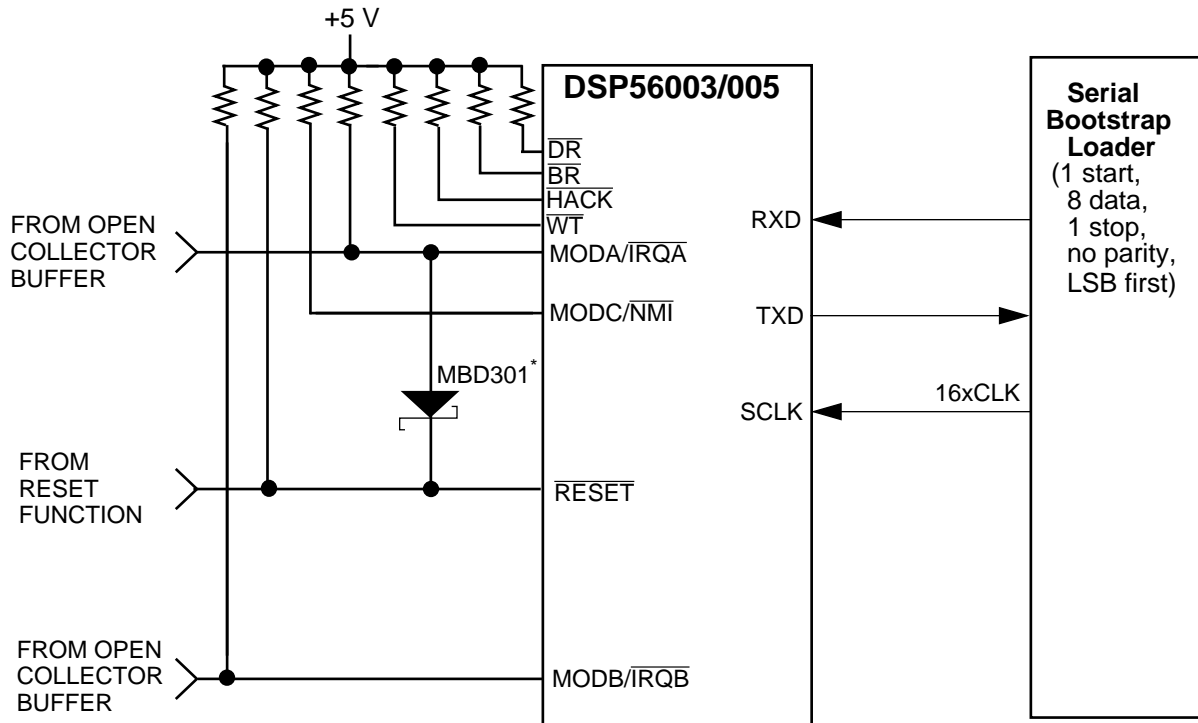 +5 V
DSP56003/005
DR
BR
HACK
WT
MODA/IRQA
MODC/NMI
MBD301*
RESET
MODB/IRQB
FROM OPEN
COLLECTOR
BUFFER
FROM
RESET
FUNCTION
FROM OPEN
COLLECTOR
BUFFER
RXD
TXD
SCLK
16xCLK
Serial
Bootstrap
Loader
(1 start,
8 data,
1 stop,
no parity,
LSB first)